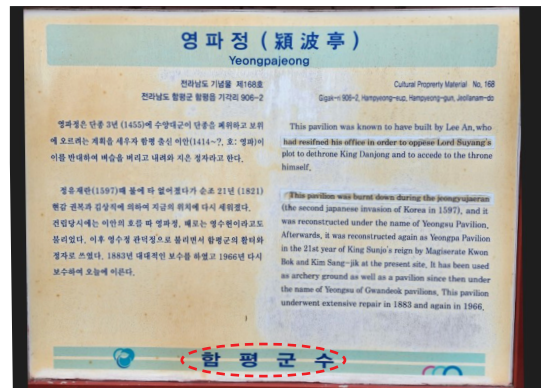 영파정 (穎波亭)
Yeongpajeong
전라남도 기념물 제168호
전라남도 함평군 함평읍 기각리 906-2
영파정은 단종 3년 (1455)에 수양대군이 단종을 폐위하고 보위
에 오르려는 계획을 세우자 함평 출신 이안(1414~?, 호: 영파)이
이를 반대하여 벼슬을 버리고 내려와 지은 정자라고 한다.
정유재란(1597)때 불에 타 없어졌다가 순조 21년 (1821)
현감 권복과 김상직에 의하여 지금의 위치에 다시 세워졌다.
건립당시에는 이안의 호를 따 영파정, 때로는 영수헌이라고도
불리었다. 이후 영수정 관덕정으로 불리면서 함평군의 활터와
정자로 쓰였다. 1883년 대대적인 보수를 하였고 1966년 다시
보수하여 오늘에 이른다.
Cultural Proprerty Material No, 168
Gigak-ri 906-2, Hampyeong-eup, Hampyeong-gun, Jeollanam-do
This pavilion was known to have built by Lee An, who
had resifned his office in order to oppese Lord Suyang's
plot to dethrone King Danjong and to accede to the throne
himself.
This pavilion was burnt down during the jeongyujaeran
(the second japanese invasion of Korea in 1597), and it
was reconstructed under the name of Yeongsu Pavilion.
Afterwards, it was reconstructed again as Yeongpa Pavilion
in the 21st year of King Sunjo's reign by Magiserate Kwon
Bok and Kim Sang-jik at the present site. It has been used
as archery ground as well as a pavilion since then under
the name of Yeongsu of Gwandeok pavilions. This pavilion
underwent extensive repair in 1883 and again in 1966.
함평군수